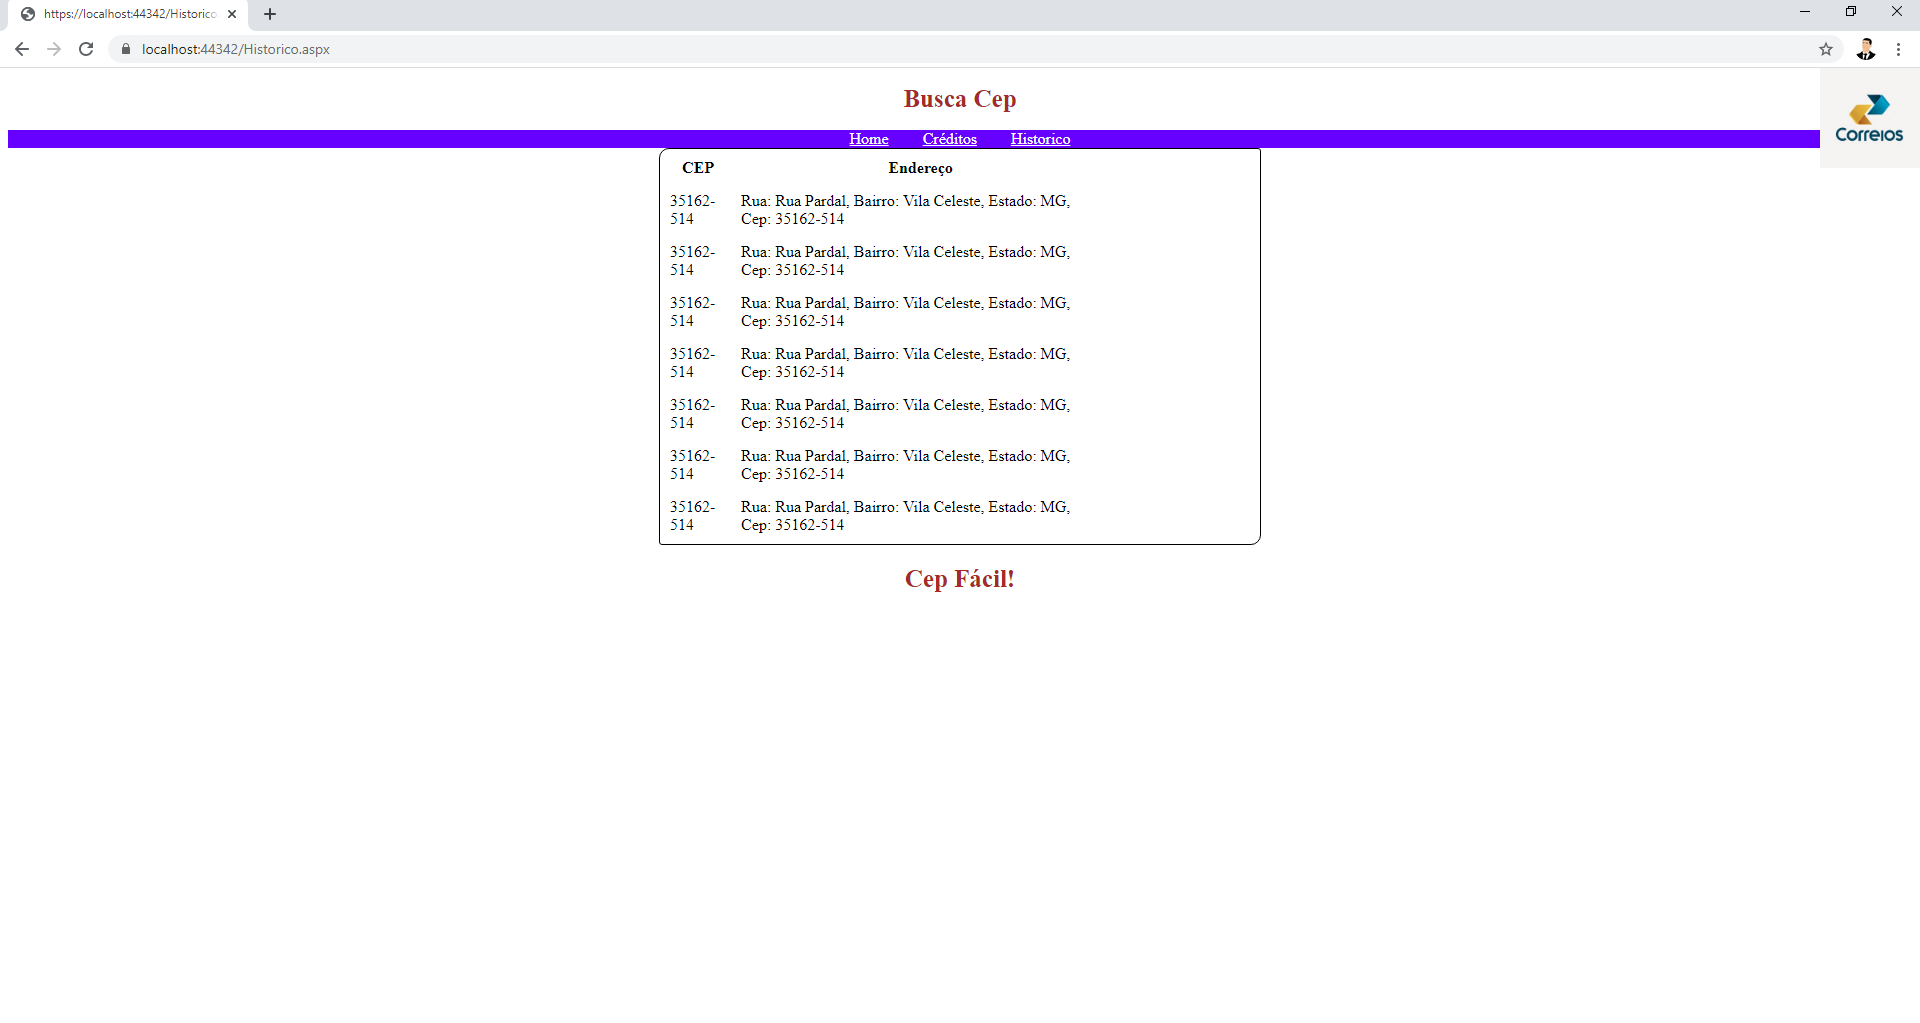 https://localhost:44342/Historico
localhost:44342/Historico.aspx
Busca Cep
Correios
Home Créditos Historico
CEP Endereço
35162- Rua: Rua Pardal, Bairro: Vila Celeste, Estado: MG,
514 Cep: 35162-514
35162- Rua: Rua Pardal, Bairro: Vila Celeste, Estado: MG,
514 Cep: 35162-514
35162- Rua: Rua Pardal, Bairro: Vila Celeste, Estado: MG,
514 Cep: 35162-514
35162- Rua: Rua Pardal, Bairro: Vila Celeste, Estado: MG,
514 Cep: 35162-514
35162- Rua: Rua Pardal, Bairro: Vila Celeste, Estado: MG,
514 Cep: 35162-514
35162- Rua: Rua Pardal, Bairro: Vila Celeste, Estado: MG,
514 Cep: 35162-514
35162- Rua: Rua Pardal, Bairro: Vila Celeste, Estado: MG,
514 Cep: 35162-514
Cep Fácil!